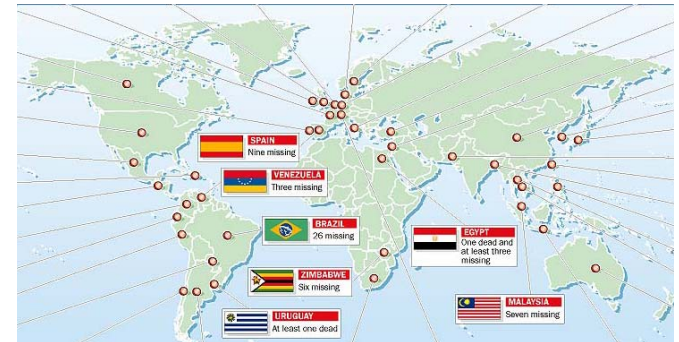 SPAIN
Nine missing
VENEZUELA
Three missing
BRAZIL
26 missing
EGYPT
One dead and
at least three
missing
ZIMBABWE
Six missing
MALAYSIA
Seven missing
URUGUAY
At least one dead